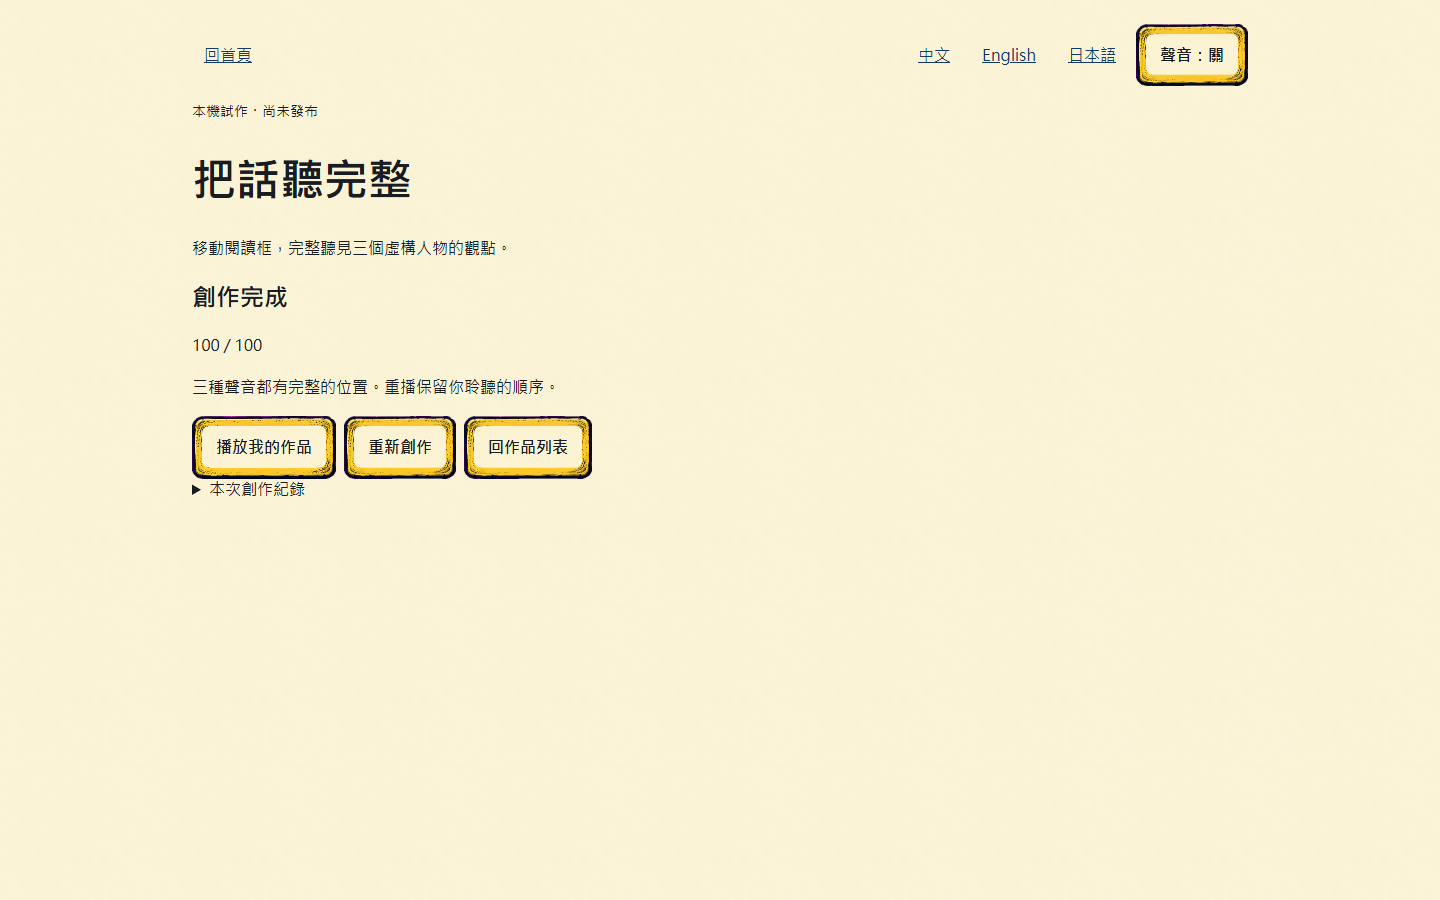 回首頁 中文 English 日本語 聲音：關
本機試作・尚未發布
把話聽完整
移動閱讀框，完整聽見三個虛構人物的觀點。
創作完成
100 / 100
三種聲音都有完整的位置。重播保留你聆聽的順序。
播放我的作品 重新創作 回作品列表
▶ 本次創作紀錄